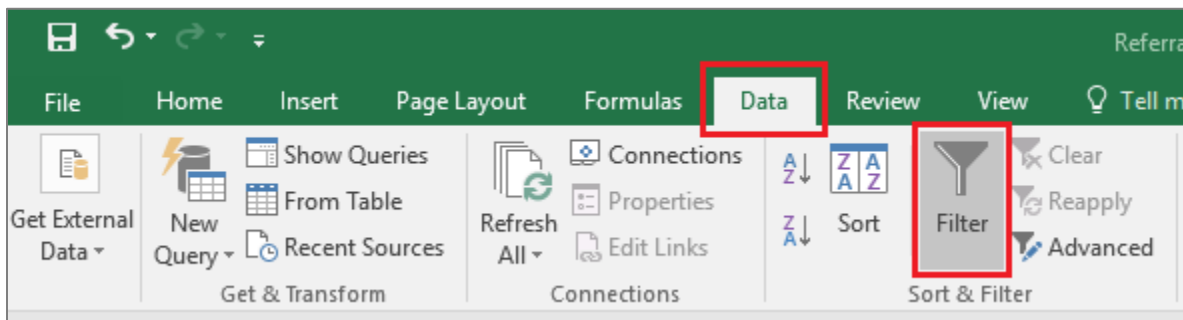 Referra
File Home Insert Page Layout Formulas Data Review View Tell m
Get External
Data
New
Query
Show Queries
From Table
Recent Sources
Get & Transform
Refresh
All
Connections
Properties
Edit Links
Connections
A
Z
Z
A
Z A
A Z
Sort
Filter
Clear
Reapply
Advanced
Sort & Filter